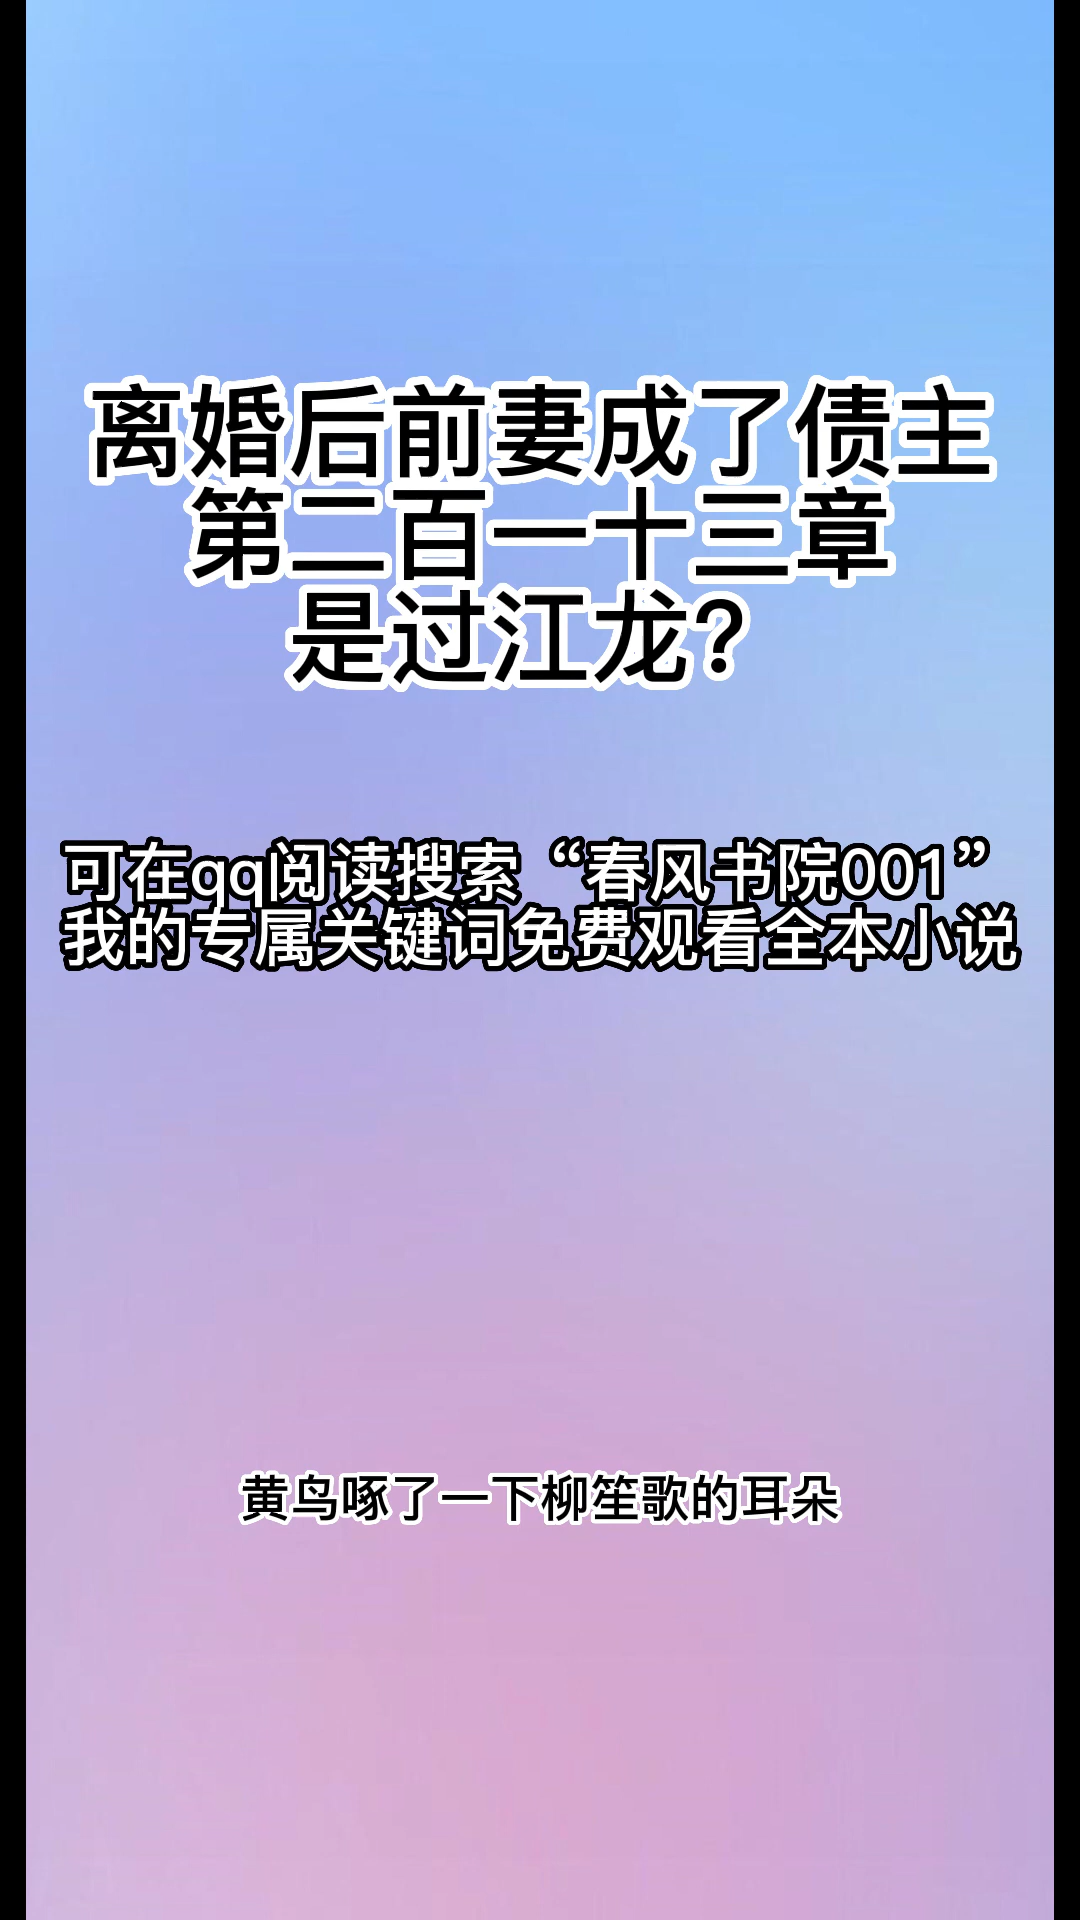 离婚后前妻成了债主
第二百一十三章
是过江龙?
可在qq阅读搜索“春风书院001”
我的专属关键词免费观看全本小说
黄鸟啄了一下柳笙歌的耳朵